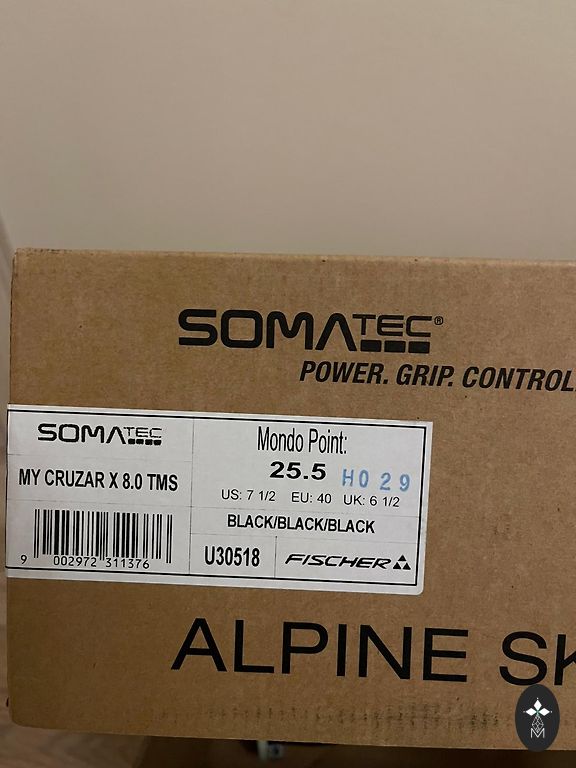 SOMATEC®
POWER. GRIP. CONTROL.
SOMATEC
MY CRUZAR X 8.0 TMS
9 002972 311376
Mondo Point:
25.5 H029
US: 7 1/2 EU: 40 UK: 6 1/2
BLACK/BLACK/BLACK
U30518 FISCHER
ALPINE SK
M